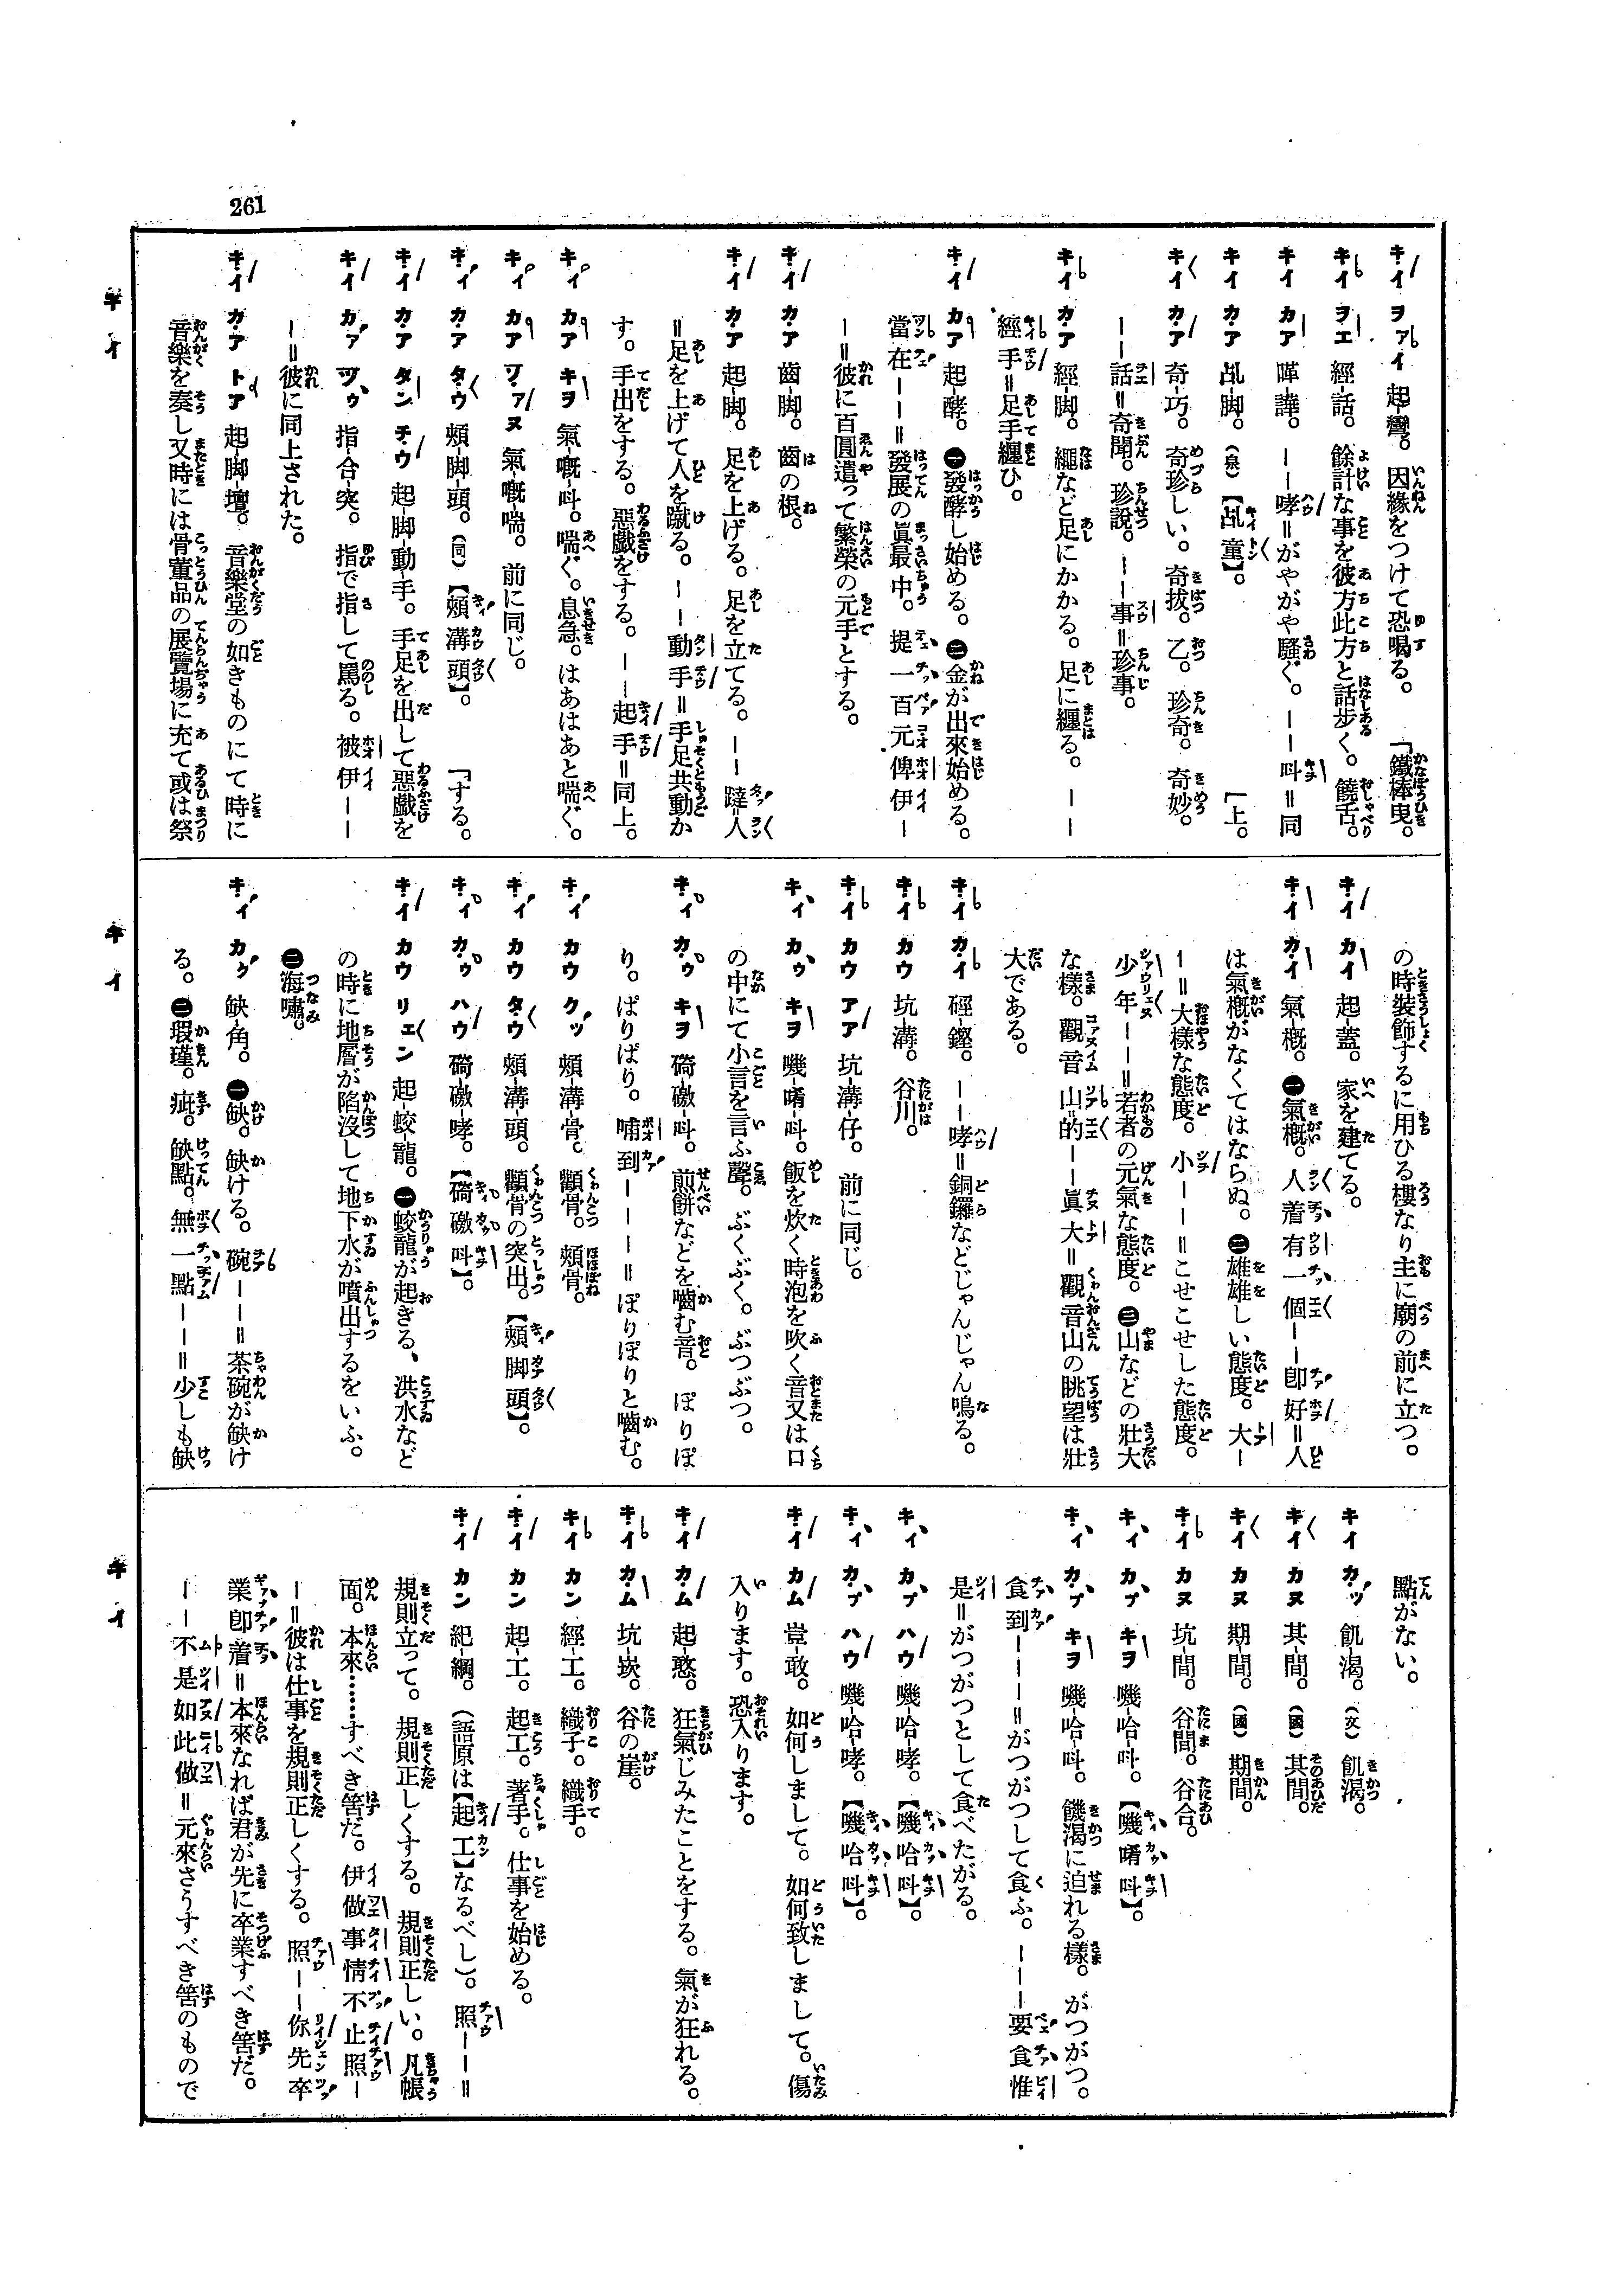 261
キイ ヲァイ 起-彎。因緣をつけて恐喝る。「鐵棒曳。
キイ ヲエ 經-話。餘計な事を彼方此方と話步く。饒舌。
キイ カア 嘩-譁。――哮=がやがや騷ぐ。――叫=同
キイ カア 乩-脚。(泉)【乩童】。「上。
キイ カア 奇-巧。奇珍しい。奇拔。乙。珍奇。奇妙。
――話=奇聞。珍說。――事=珍事。
キイ カア 經-脚。繩など足にかかる。足に纏る。――
經手=足手纏ひ。
キイ カア 起-酵。㊀發酵し始める。㊁金が出來始める。
當在――=發展の眞最中。提一百元俾伊―
―=彼に百圓遣って繁榮の元手とする。
キイ カア 齒-脚。齒の根。
キイ カア 起-脚。足を上げる。足を立てる。――躂=人
=足を上げて人を蹴る。――動手=手足共動か
す。手出をする。惡戲をする。――起手=同上。
キイ カア キヲ 氣-嘅-叫。喘ぐ。息急。はあはあと喘ぐ。
キイ カア ツァヌ 氣-嘅-喘。前に同じ。
キイ カア タウ 頰-脚-頭。(同)【頰溝頭】。「する。
キイ カア タン チウ 起-脚-動-手。手足を出して惡戲を
キイ カァ ツゥ 指-合-突。指で指して罵る。被伊――
―=彼に同上された。
キイ カア トア 起-脚-壇。音樂堂の如きものにて時に
音樂を奏し又時には骨董品の展覽場に充て或は祭
の時裝飾するに用ひる樓なり主に廟の前に立つ。
キイ カイ 起-蓋。家を建てる。
キイ カイ 氣-概。㊀氣概。人着有一個――卽好=人
は氣概がなくてはならぬ。㊁雄雄しい態度。大―
―=大樣な態度。小――=こせこせした態度。
少年――=若者の元氣な態度。㊂山などの壯大
な樣。觀音山的――眞大=觀音山の眺望は壯
大である。
キイ カイ 硜-鏗。――哮=銅鑼などじゃんじゃん鳴る。
キイ カウ 坑-溝。谷川。
キイ カウ アア 坑-溝-仔。前に同じ。
キイ カゥ キヲ 嘰-嘐-叫。飯を炊く時泡を吹く音又は口
の中にて小言を言ふ聲。ぶくぶく。ぶつぶつ。
キイ カゥ キヲ 碕-礉-叫。煎餅などを嚙む音。ぽりぽ
り。ぱりぱり。哺到―――=ぽりぽりと嚙む。
キイ カウ クッ 頰-溝-骨。顴骨。頰骨。
キイ カウ タウ 頰-溝-頭。顴骨の突出。【頰脚頭】。
キイ カゥ ハウ 碕-礉-哮。【碕礉叫】。
キイ カウ リェン 起-蛟-龍。㊀蛟龍が起きる、洪水など
の時に地層が陷沒して地下水が噴出するをいふ。
㊁海嘯。
キイ カク 缺-角。㊀缺。缺ける。碗――=茶碗が缺け
る。㊁瑕瑾。疵。缺點。無一點――=少しも缺
點がない。
キイ カッ 飢-渴。(文)飢渴。
キイ カヌ 其-間。(國)其間。
キイ カヌ 期-間。(國)期間。
キイ カヌ 坑-間。谷間。谷合。
キイ カプ キヲ 嘰-哈-叫。【嘰嘐叫】。
キイ カプ キヲ 嘰-哈-叫。饑渴に迫れる樣。がつがつ。
食到―――=がつがつして食ふ。―――要食惟
是=がつがつとして食べたがる。
キイ カプ ハウ 嘰-哈-哮。【嘰哈叫】。
キイ カプ ハウ 嘰-哈-哮。【嘰哈叫】。
キイ カム 豈-敢。如何しまして。如何致しまして。傷
入ります。恐入ります。
キイ カム 起-憨。狂氣じみたことをする。氣が狂れる。
キイ カム 坑-崁。谷の崖。
キイ カン 經-工。織子。織手。
キイ カン 起-工。起工。著手。仕事を始める。
キイ カン 紀-綱。(語原は【起工】なるべし)。照――=
規則立って。規則正しくする。規則正しい。凡帳
面。本來……すべき筈だ。伊做事情不止照―
―=彼は仕事を規則正しくする。照――你先卒
業卽着=本來なれば君が先に卒業すべき筈だ。
――不是如此做=元來さうすべき筈のもので
キイ
キイ
キイ